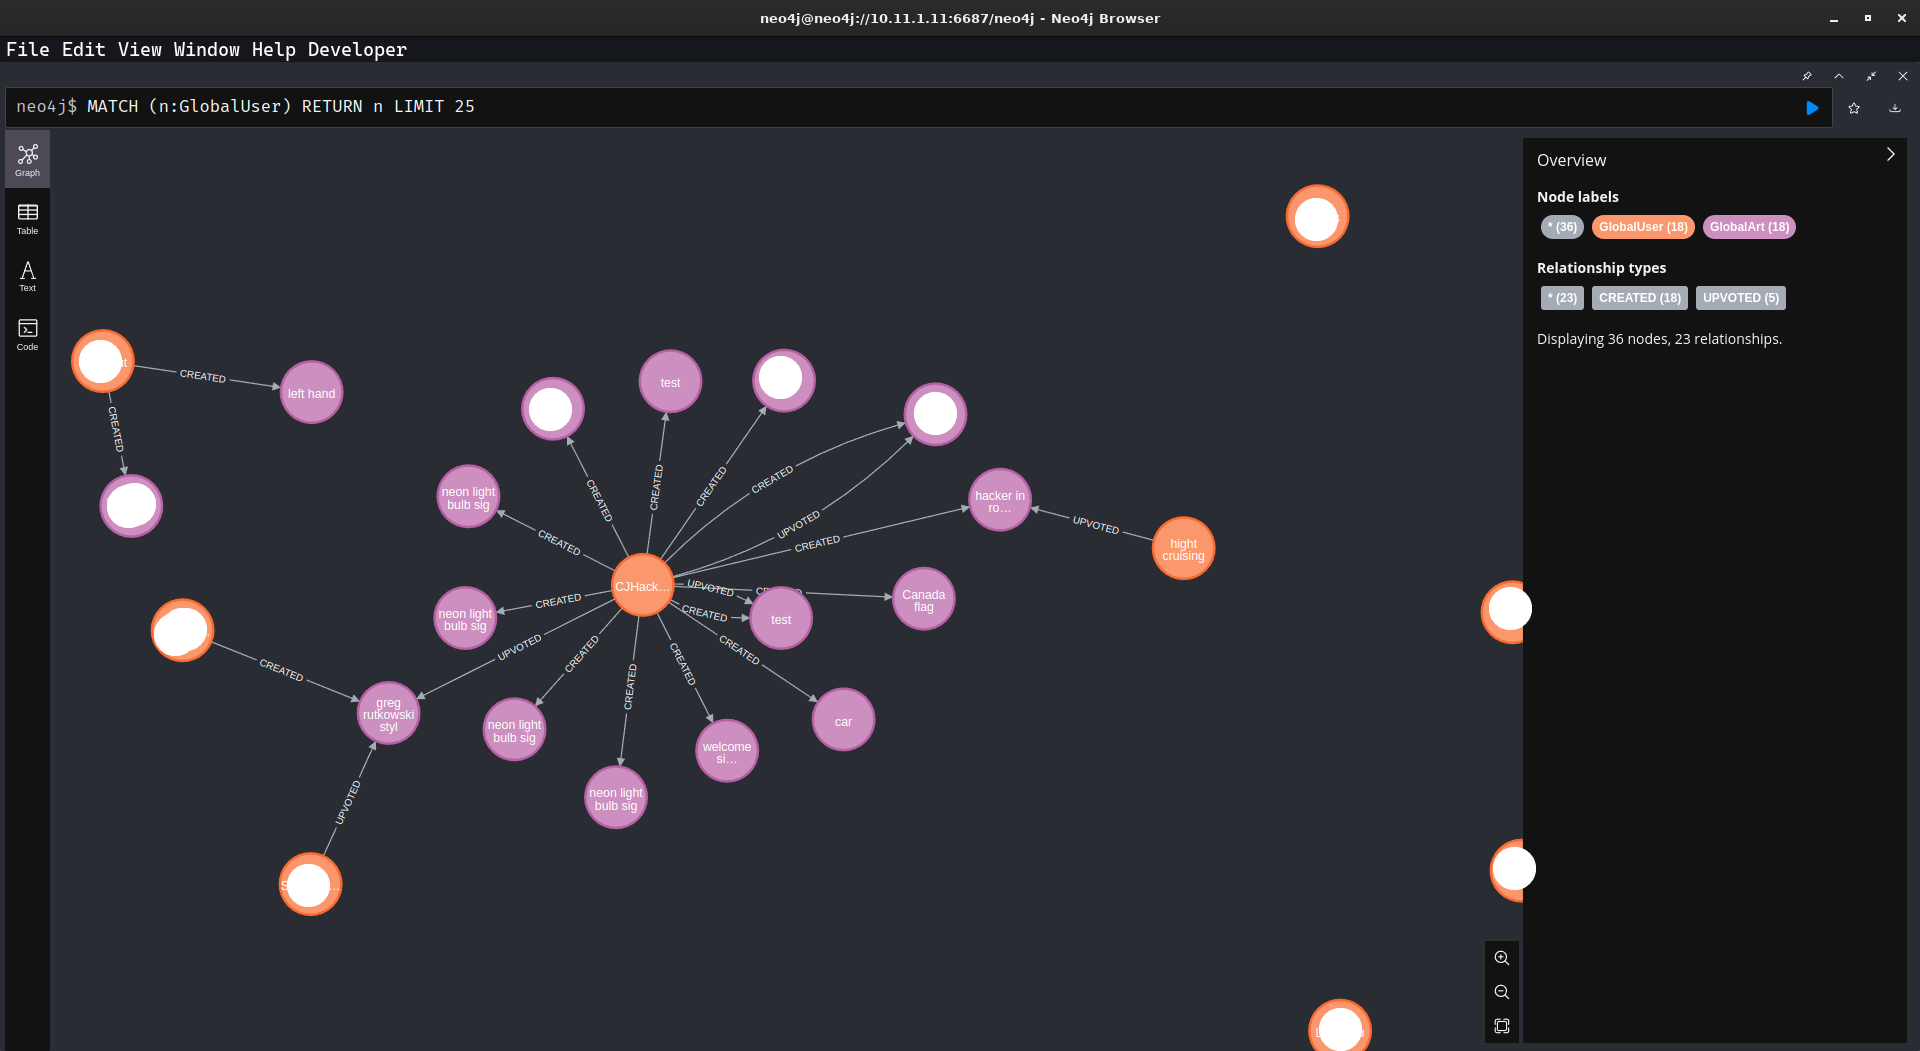 neo4j@neo4j://10.11.1.11:6687/neo4j - Neo4j Browser
File Edit View Window Help Developer
neo4j$ MATCH (n:GlobalUser) RETURN n LIMIT 25
Graph
Table
Text
Code
Overview
Node labels
* (36) GlobalUser (18) GlobalArt (18)
Relationship types
* (23) CREATED (18) UPVOTED (5)
Displaying 36 nodes, 23 relationships.
CREATED
left hand
CREATED
test
CREATED
CREATED
CREATED
CREATED
UPVOTED
CREATED
neon light
bulb sig
CREATED
hacker in
ro…
UPVOTED
hight
cruising
CJHack…
UPVOTED
CREATED
test
Canada
flag
neon light
bulb sig
CREATED
UPVOTED
CREATED
CREATED
CREATED
CREATED
CREATED
greg
rutkowski
styl
neon light
bulb sig
welcome
si…
car
neon light
bulb sig
UPVOTED